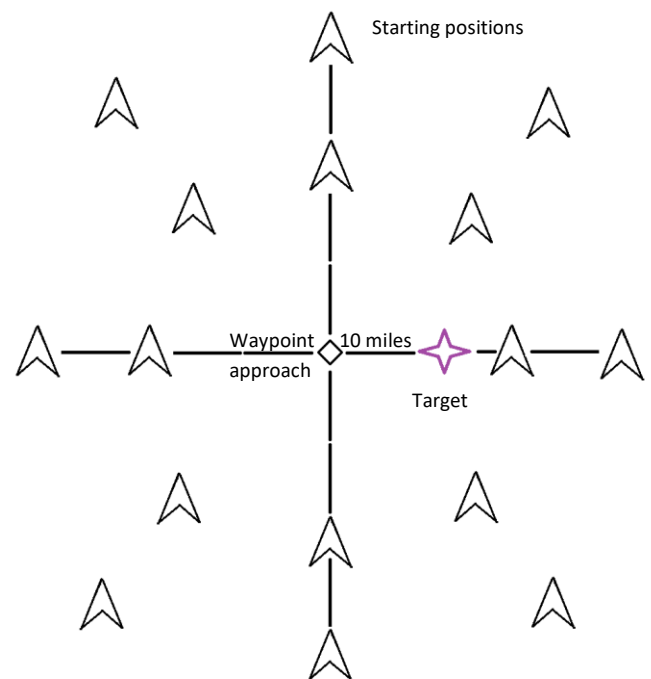 Starting positions
Waypoint
approach
10 miles
Target